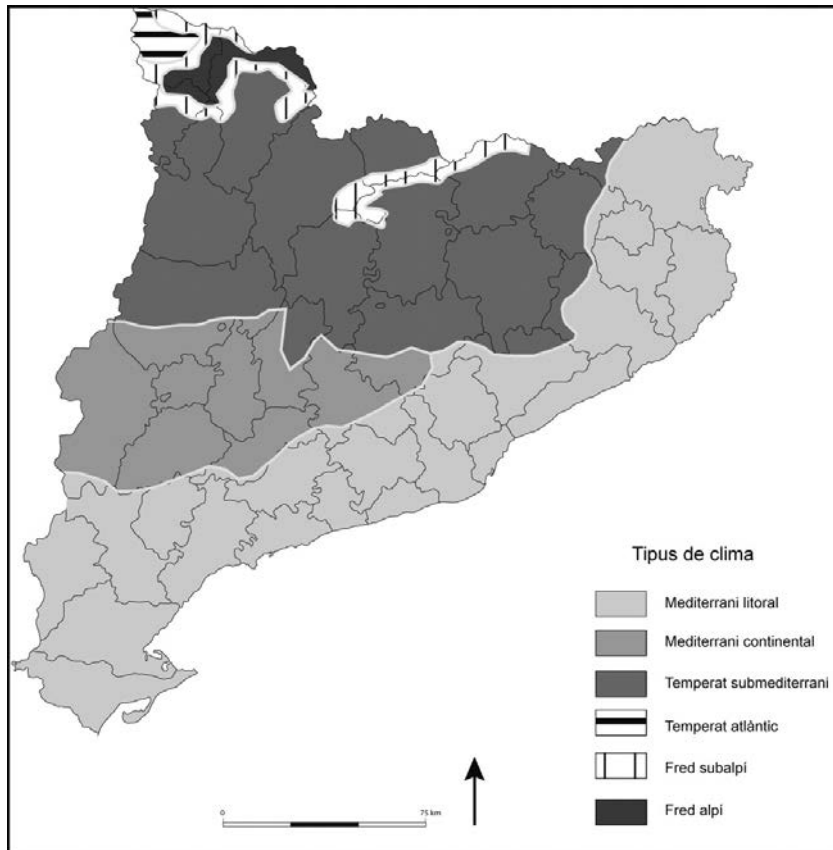 Tipus de clima
Mediterrani litoral
Mediterrani continental
Temperat submediterrani
Temperat atlàntic
Fred subalpí
Fred alpí
0
75 km